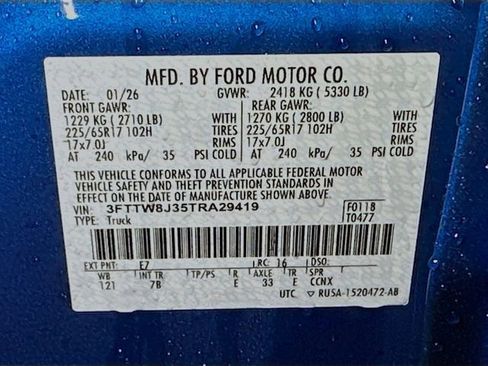 MFD. BY FORD MOTOR CO.
DATE: 01/26 GVWR: 2418 KG ( 5330 LB)
FRONT GAWR: REAR GAWR:
1229 KG ( 2710 LB) WITH 1270 KG ( 2800 LB) WITH
225/65R17 102H TIRES 225/65R17 102H TIRES
17x7.0J RIMS 17x7.0J RIMS
AT 240 kPa/ 35 PSI COLD AT 240 kPa/ 35 PSI COLD
THIS VEHICLE CONFORMS TO ALL APPLICABLE FEDERAL MOTOR
VEHICLE SAFETY AND THEFT PREVENTION STANDARDS IN
EFFECT ON THE DATE OF MANUFACTURE SHOWN ABOVE.
VIN: 3FTTW8J35TRA29419 F0118
TYPE: Truck T0477
EXT PNT: E7 RC: 16 DSO:
WB INT TR TP/PS R AXLE TR SPR
121 7B E 33 E CCNX
UTC ▽ RUSA-1520472-AB